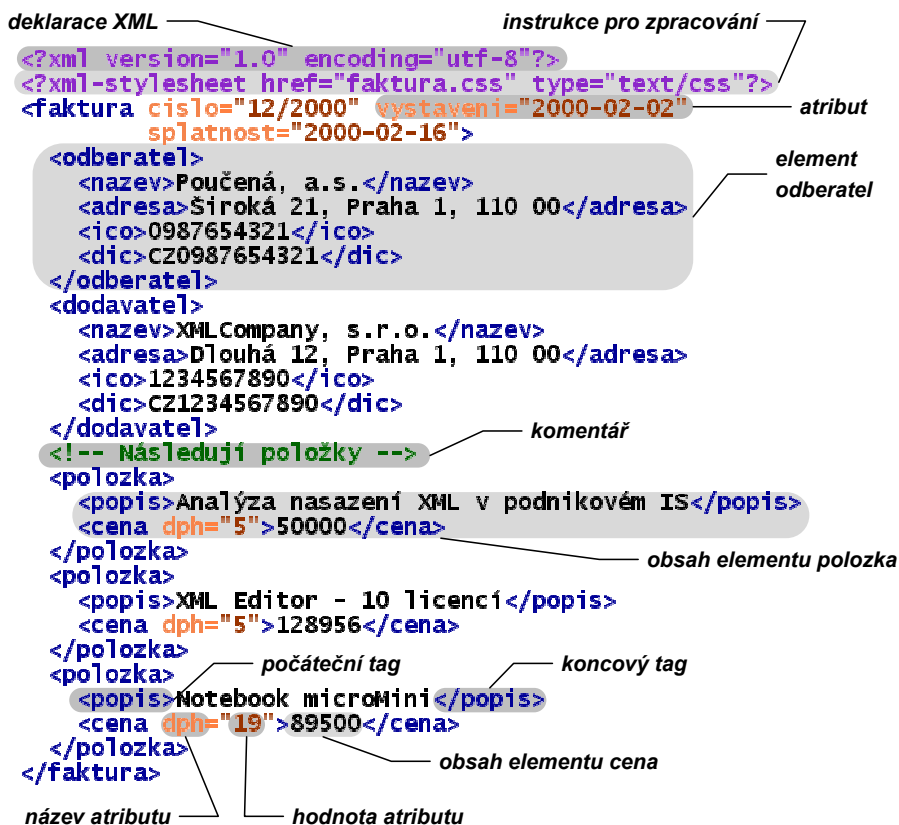 deklarace XML
instrukce pro zpracování
<?xml version="1.0" encoding="utf-8"?>
<?xml-stylesheet href="faktura.css" type="text/css"?>
<faktura cislo="12/2000" vystaveni="2000-02-02"
atribut
splatnost="2000-02-16">
<odberatel>
element
odberatel
<nazev>Poučená, a.s.</nazev>
<adresa>Široká 21, Praha 1, 110 00</adresa>
<ico>0987654321</ico>
<dic>CZ0987654321</dic>
</odberatel>
<dodavatel>
<nazev>XMLCompany, s.r.o.</nazev>
<adresa>Dlouhá 12, Praha 1, 110 00</adresa>
<ico>1234567890</ico>
<dic>CZ1234567890</dic>
</dodavatel>
komentář
<!-- Následují položky -->
<polozka>
<popis>Analýza nasazení XML v podnikovém IS</popis>
<cena dph="5">50000</cena>
</polozka>
obsah elementu polozka
<polozka>
<popis>XML Editor - 10 licencí</popis>
<cena dph="5">128956</cena>
</polozka>
<polozka>
počáteční tag
koncový tag
<popis>Notebook microMini</popis>
<cena dph="19">89500</cena>
</polozka>
obsah elementu cena
</faktura>
název atributu
hodnota atributu